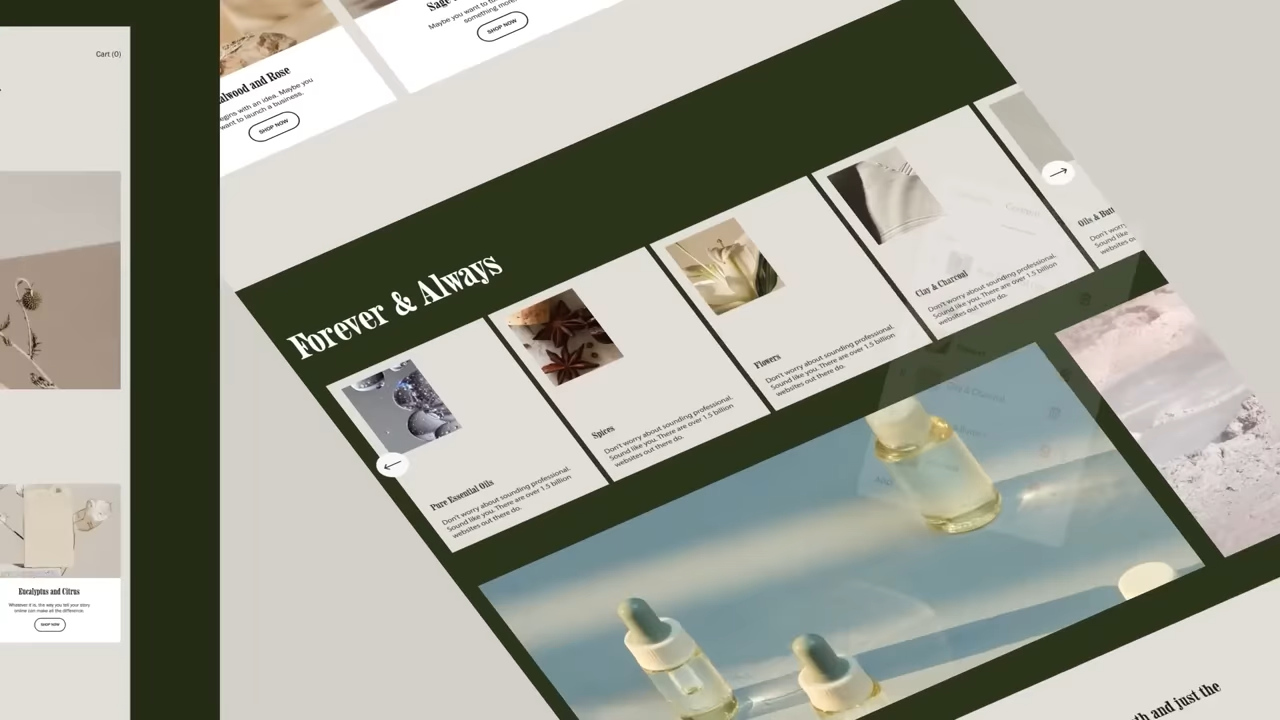 Cart (0)
Eucalyptus and Citrus
Whatever it is, the way you tell your story
online can make all the difference.
SHOP NOW
and Rose
with an idea. Maybe you
want to launch a business.
SHOP NOW
Maybe you want to
something more.
SHOP NOW
Forever & Always
Pure Essential Oils
Don't worry about sounding professional.
Sound like you. There are over 1.5 billion
websites out there do.
Spices
Don't worry about sounding professional.
Sound like you. There are over 1.5 billion
websites out there do.
Flowers
Don't worry about sounding professional.
Sound like you. There are over 1.5 billion
websites out there do.
Clay & Charcoal
Don't worry about sounding professional.
Sound like you. There are over 1.5 billion
websites out there do.
Oils &
Don't worry
Sound like
websites
and just the